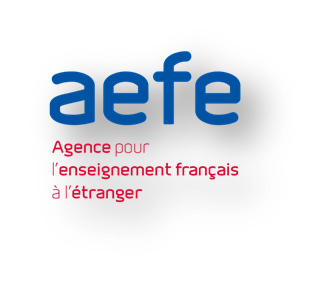 aefe
Agence pour
l'enseignement français
à l'étranger